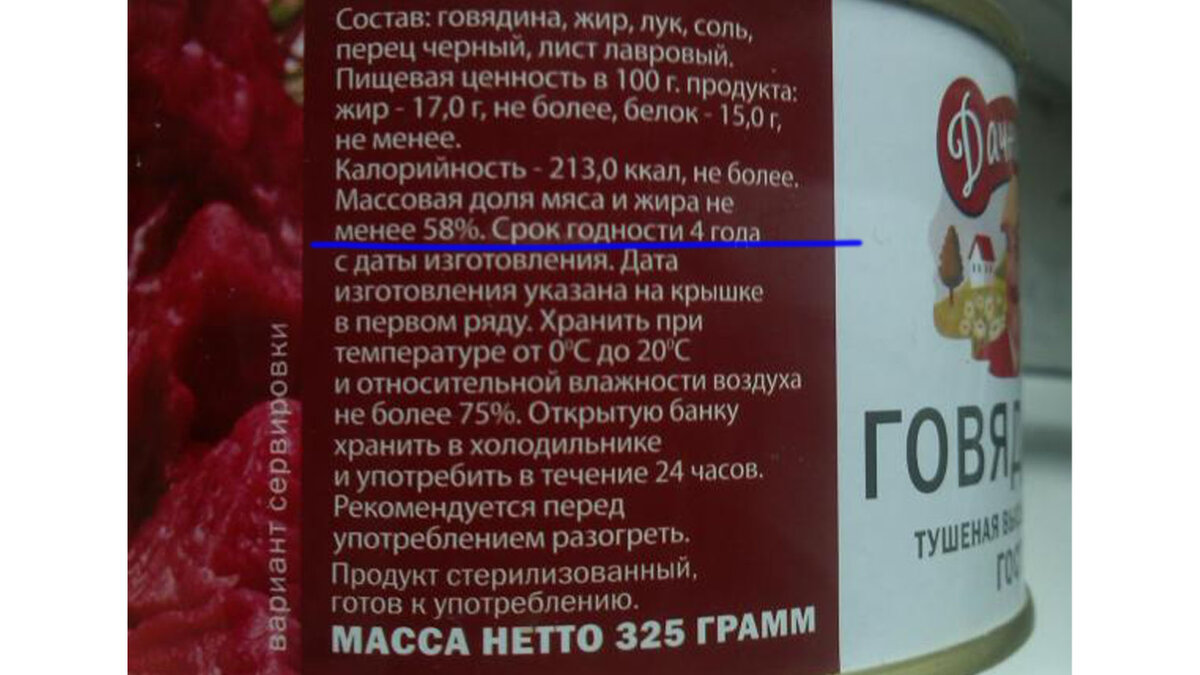 Состав: говядина, жир, лук, соль,
перец черный, лист лавровый.
Пищевая ценность в 100 г. продукта:
жир - 17,0 г, не более, белок - 15,0 г,
не менее.
Калорийность - 213,0 ккал, не более.
Массовая доля мяса и жира не
менее 58%. Срок годности 4 года
с даты изготовления. Дата
изготовления указана на крышке
в первом ряду. Хранить при
температуре от 0°С до 20°С
и относительной влажности воздуха
не более 75%. Открытую банку
хранить в холодильнике
и употребить в течение 24 часов.
Рекомендуется перед
употреблением разогреть.
Продукт стерилизованный,
готов к употреблению.
МАССА НЕТТО 325 ГРАММ
вариант сервировки
ТУШЕНАЯ
ГОСТ